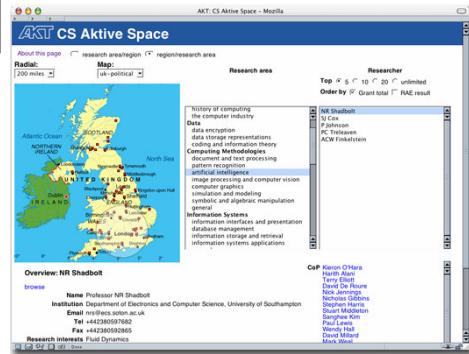 AKT: CS Aktive Space – Mozilla
AKT CS Aktive Space
About this page research area/region region/research area
Radial: Map:
200 miles uk-political
Research area
Researcher
Top 5 10 20 unlimited
Order by Grant total RAE result
Atlantic Ocean
SCOTLAND
NORTHERN IRELAND
North Sea
UNITED KINGDOM
Dublin
IRELAND
ENGLAND
WALES
London
history of computing
the computer industry
Data
data encryption
data storage representations
coding and information theory
Computing Methodologies
document and text processing
pattern recognition
artificial intelligence
image processing and computer vision
computer graphics
simulation and modeling
symbolic and algebraic manipulation
general
Information Systems
information interfaces and presentation
database management
information storage and retrieval
information systems applications
NR Shadbolt
SJ Cox
P Johnson
PC Treleaven
ACW Finkelstein
Overview: NR Shadbolt
browse
Name Professor NR Shadbolt
Institution Department of Electronics and Computer Science, University of Southampton
Email nrs@ecs.soton.ac.uk
Tel +442380597682
Fax +442380592865
Research interests Fluid Dynamics
CoP Kieron O'Hara
Harith Alani
Terry Elliott
David De Roure
Nick Jennings
Nicholas Gibbins
Stephen Harris
Stuart Middleton
Sanghee Kim
Paul Lewis
Wendy Hall
David Millard
Mark Weal
Done